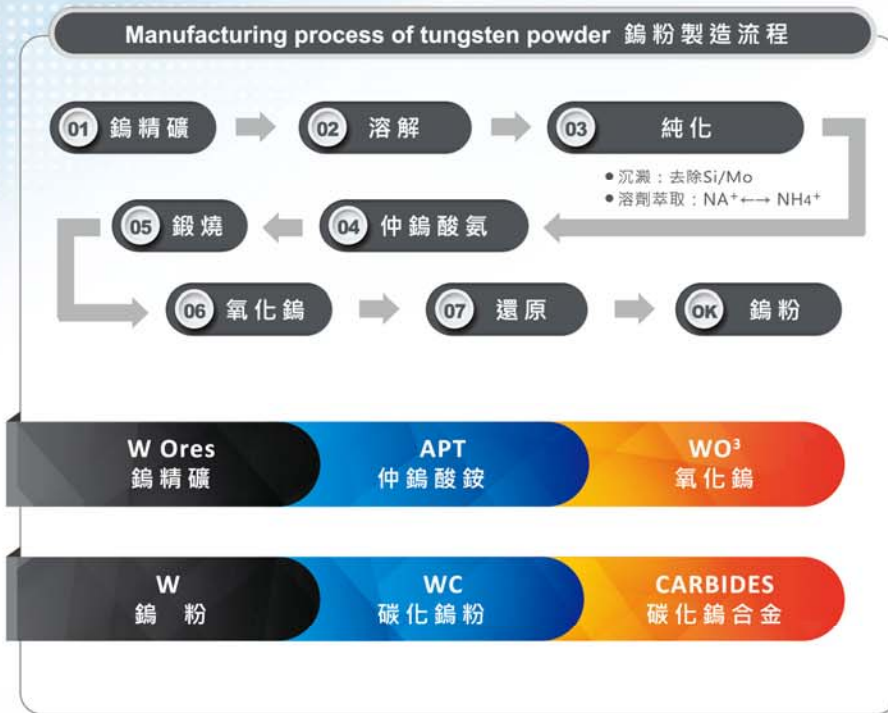 Manufacturing process of tungsten powder 鎢粉製造流程
01 鎢精礦
02 溶解
03 純化
● 沉澱：去除Si/Mo
● 溶劑萃取：NA⁺←→ NH4⁺
05 鍛燒
04 仲鎢酸氨
06 氧化鎢
07 還原
OK 鎢粉
W Ores
鎢精礦
APT
仲鎢酸銨
WO³
氧化鎢
W
鎢 粉
WC
碳化鎢粉
CARBIDES
碳化鎢合金